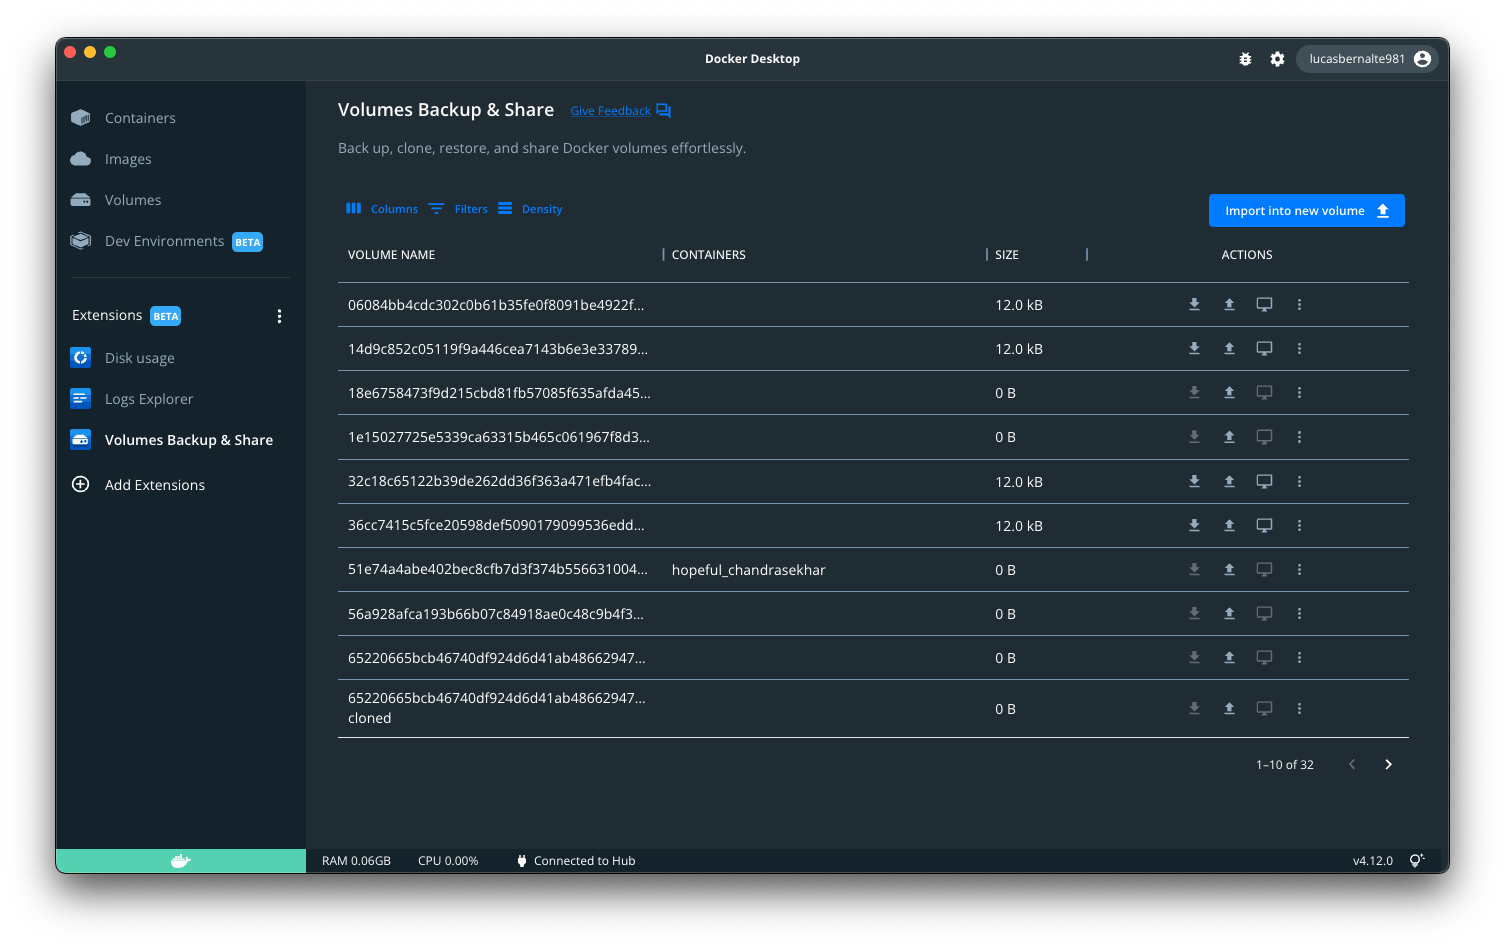 Docker Desktop
lucasbernalte981
Containers
Images
Volumes
Dev Environments BETA
Extensions BETA
Disk usage
Logs Explorer
Volumes Backup & Share
Add Extensions
Volumes Backup & Share Give Feedback
Back up, clone, restore, and share Docker volumes effortlessly.
Columns Filters Density
Import into new volume
VOLUME NAME CONTAINERS SIZE ACTIONS
06084bb4cdc302c0b61b35fe0f8091be4922f... 12.0 kB
14d9c852c05119f9a446cea7143b6e3e33789... 12.0 kB
18e6758473f9d215cbd81fb57085f635afda45... 0 B
1e15027725e5339ca63315b465c061967f8d3... 0 B
32c18c65122b39de262dd36f363a471efb4fac... 12.0 kB
36cc7415c5fce20598def5090179099536edd... 12.0 kB
51e74a4abe402bec8cfb7d3f374b556631004... hopeful_chandrasekhar 0 B
56a928afca193b66b07c84918ae0c48c9b4f3... 0 B
65220665bcb46740df924d6d41ab48662947... 0 B
65220665bcb46740df924d6d41ab48662947...
cloned 0 B
1–10 of 32
RAM 0.06GB CPU 0.00% Connected to Hub v4.12.0